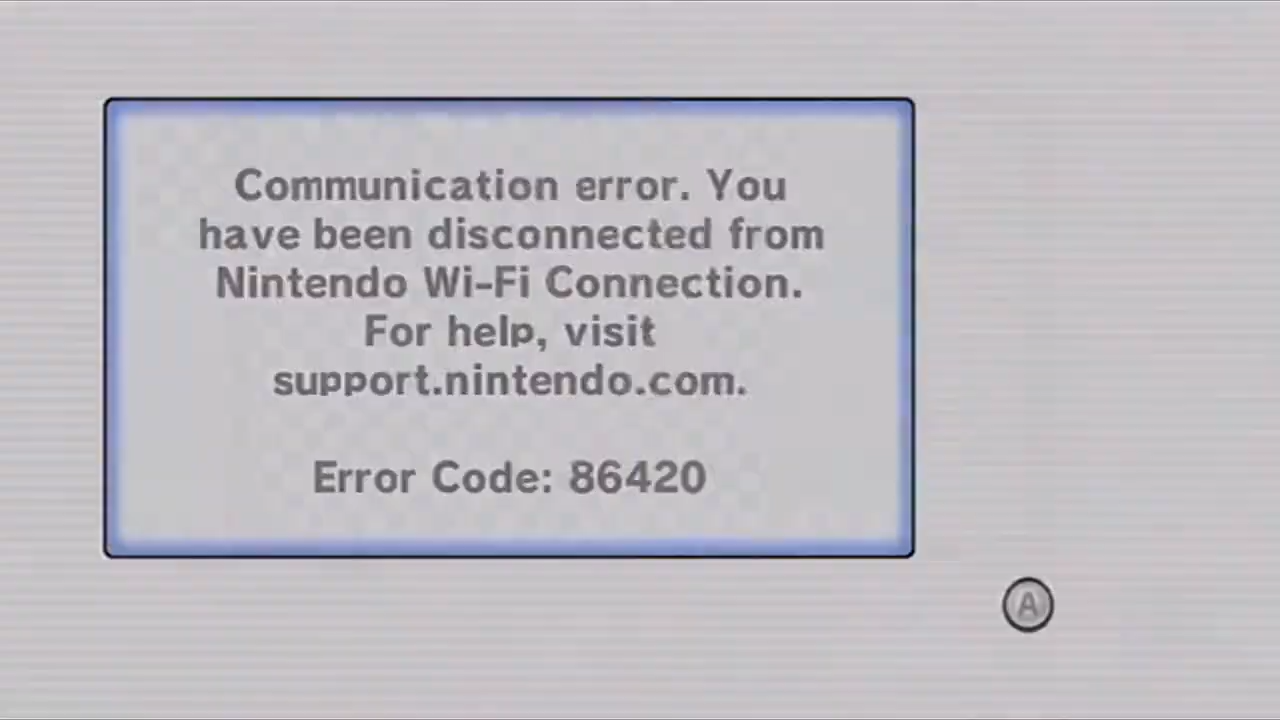 Communication error. You
have been disconnected from
Nintendo Wi-Fi Connection.
For help, visit
support.nintendo.com.
Error Code: 86420
A